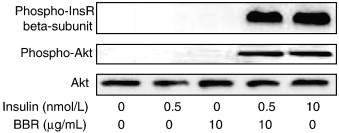 Phospho-InsR
beta-subunit
Phospho-Akt
Akt
Insulin (nmol/L) 0 0.5 0 0.5 10
BBR (μg/mL) 0 0 10 10 0